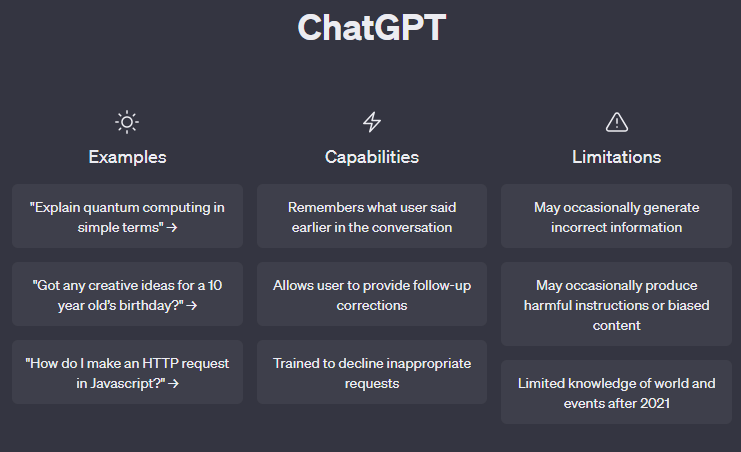 ChatGPT
Examples
"Explain quantum computing in
simple terms" →
"Got any creative ideas for a 10
year old’s birthday?" →
"How do I make an HTTP request
in Javascript?" →
Capabilities
Remembers what user said
earlier in the conversation
Allows user to provide follow-up
corrections
Trained to decline inappropriate
requests
Limitations
May occasionally generate
incorrect information
May occasionally produce
harmful instructions or biased
content
Limited knowledge of world and
events after 2021